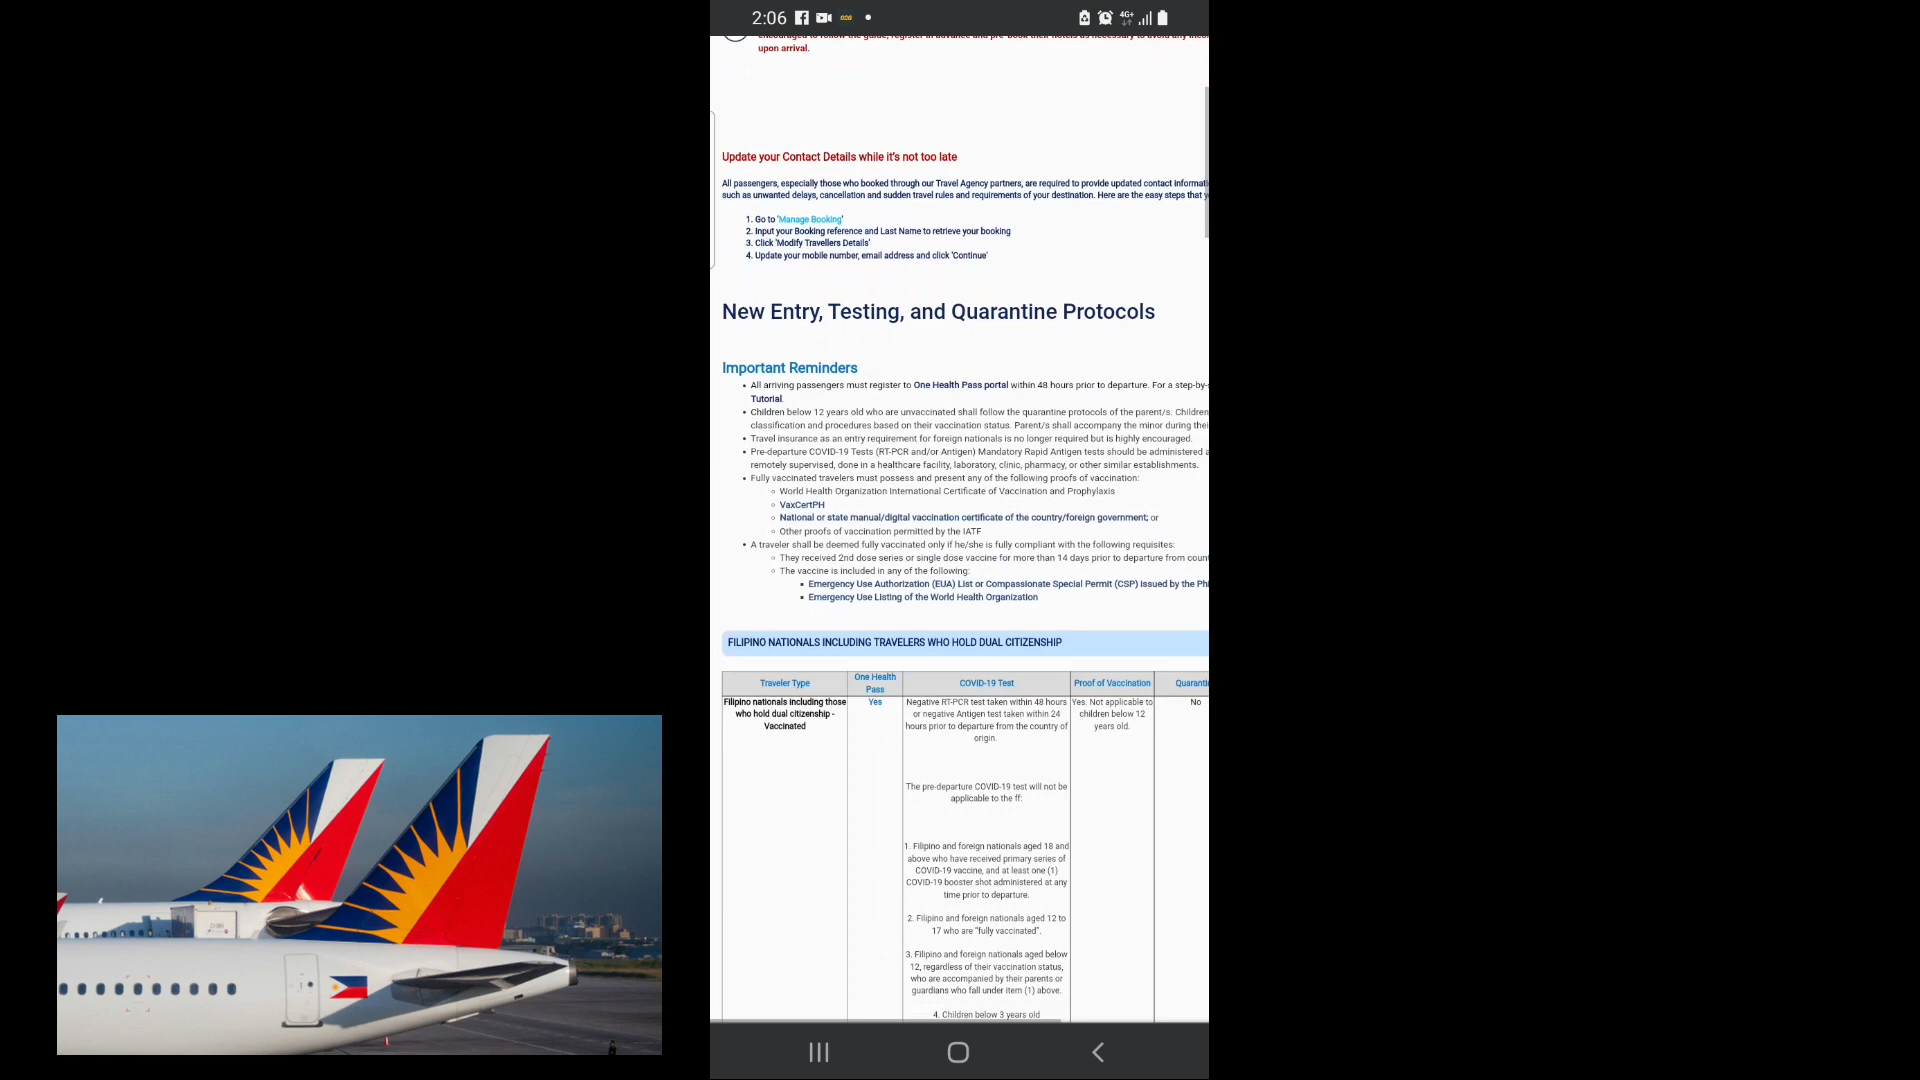 2:06
4G+
encouraged to follow the guide, register in advance and pre-book their hotels as necessary to avoid any
upon arrival.
Update your Contact Details while it's not too late
All passengers, especially those who booked through our Travel Agency partners, are required to provide updated contact
such as unwanted delays, cancellation and sudden travel rules and requirements of your destination. Here are the easy steps that
1. Go to 'Manage Booking'
2. Input your Booking reference and Last Name to retrieve your booking
3. Click 'Modify Travellers Details'
4. Update your mobile number, email address and click 'Continue'
New Entry, Testing, and Quarantine Protocols
Important Reminders
• All arriving passengers must register to One Health Pass portal within 48 hours prior to departure. For a step-by-
Tutorial.
• Children below 12 years old who are unvaccinated shall follow the quarantine protocols of the parent/s. Children
classification and procedures based on their vaccination status. Parent/s shall accompany the minor during
• Travel insurance as an entry requirement for foreign nationals is no longer required but is highly encouraged.
• Pre-departure COVID-19 Tests (RT-PCR and/or Antigen) Mandatory Rapid Antigen tests should be administered
remotely supervised, done in a healthcare facility, laboratory, clinic, pharmacy, or other similar establishments.
• Fully vaccinated travelers must possess and present any of the following proofs of vaccination:
World Health Organization International Certificate of Vaccination and Prophylaxis
VaxCertPH
National or state manual/digital vaccination certificate of the country/foreign government; or
Other proofs of vaccination permitted by the IATF
• A traveler shall be deemed fully vaccinated only if he/she is fully compliant with the following requisites:
They received 2nd dose series or single dose vaccine for more than 14 days prior to departure from
The vaccine is included in any of the following:
Emergency Use Authorization (EUA) List or Compassionate Special Permit (CSP) issued by the
Emergency Use Listing of the World Health Organization
FILIPINO NATIONALS INCLUDING TRAVELERS WHO HOLD DUAL CITIZENSHIP
Traveler Type
One Health
Pass
COVID-19 Test
Proof of Vaccination
Filipino nationals including those
who hold dual citizenship -
Vaccinated
Yes
Negative RT-PCR test taken within 48 hours
or negative Antigen test taken within 24
hours prior to departure from the country of
origin.
The pre-departure COVID-19 test will not be
applicable to the ff:
1. Filipino and foreign nationals aged 18 and
above who have received primary series of
COVID-19 vaccine, and at least one (1)
COVID-19 booster shot administered at any
time prior to departure.
2. Filipino and foreign nationals aged 12 to
17 who are "fully vaccinated".
3. Filipino and foreign nationals aged below
12, regardless of their vaccination status,
who are accompanied by their parents or
guardians who fall under item (1) above.
4. Children below 3 years old
Yes. Not applicable to
children below 12
years old.
No